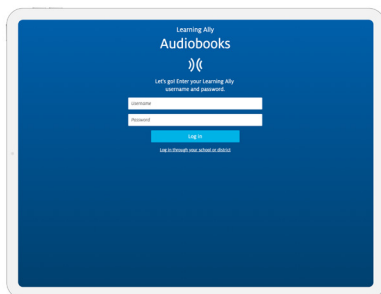 Learning Ally
Audiobooks
Let's go! Enter your Learning Ally
username and password.
Username
Password
Log in
Log in through your school or district